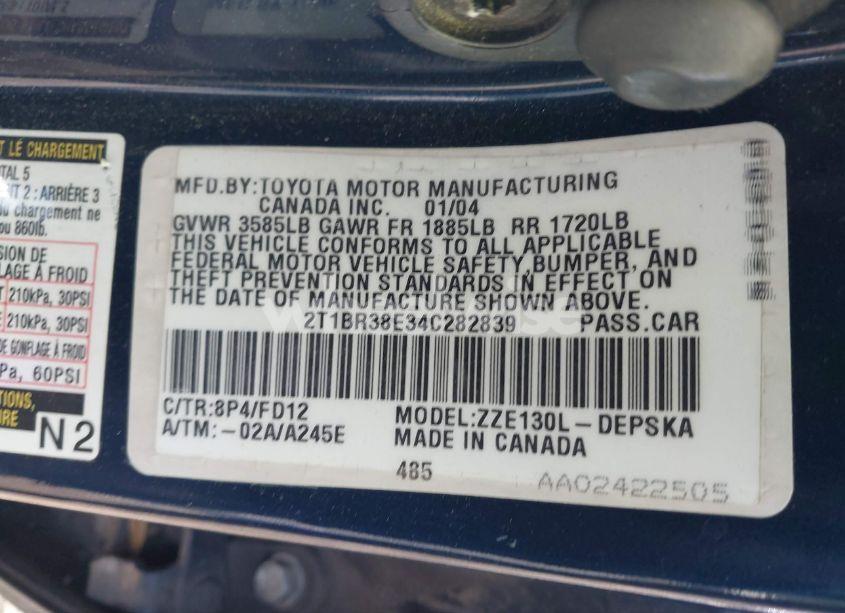 T LE CHARGEMENT
TAL 5
T 2 : ARRIÈRE 3
du chargement ne
ou 860lb.
SION DE
LAGE À FROID
210kPa, 30PSI
210kPa, 30PSI
DE GONFLAGE À FROID
Pa, 60PSI
TIONS,
URE
N 2
MFD.BY:TOYOTA MOTOR MANUFACTURING
CANADA INC. 01/04
GVWR 3585LB GAWR FR 1885LB RR 1720LB
THIS VEHICLE CONFORMS TO ALL APPLICABLE
FEDERAL MOTOR VEHICLE SAFETY,BUMPER, AND
THEFT PREVENTION STANDARDS IN EFFECT ON
THE DATE OF MANUFACTURE SHOWN ABOVE.
2T1BR38E34C282839 PASS.CAR
C/TR:8P4/FD12 MODEL:ZZE130L-DEPSKA
A/TM:-02A/A245E MADE IN CANADA
485
AA02422505